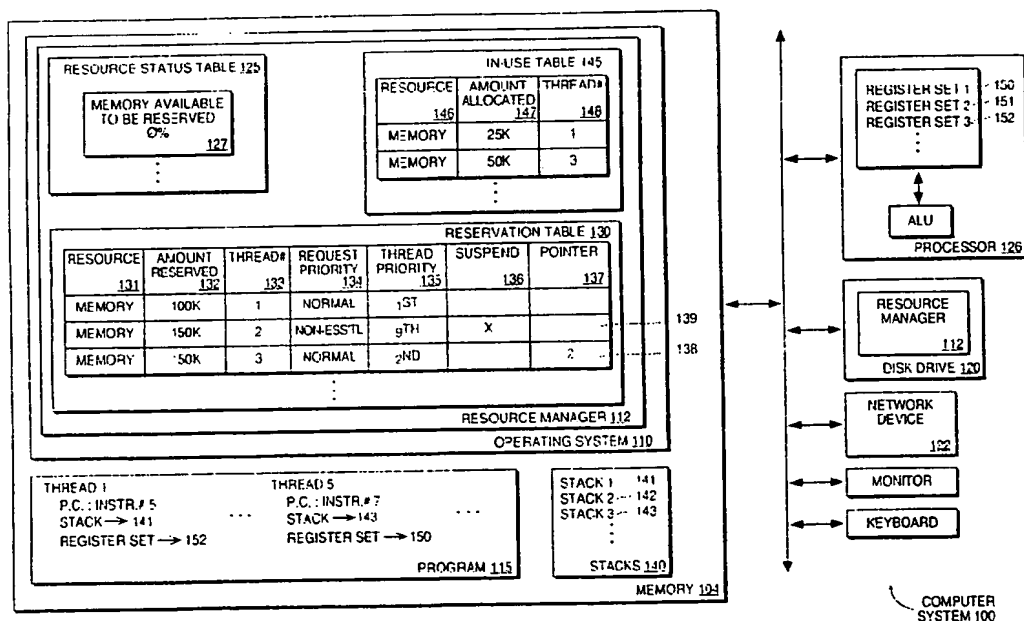 RESOURCE STATUS TABLE 125
MEMORY AVAILABLE
TO BE RESERVED
0%
127
IN-USE TABLE 145
RESOURCE 146
AMOUNT ALLOCATED 147
THREAD# 148
MEMORY 25K 1
MEMORY 50K 3
RESERVATION TABLE 130
RESOURCE 131
AMOUNT RESERVED 132
THREAD# 133
REQUEST PRIORITY 134
THREAD PRIORITY 135
SUSPEND 136
POINTER 137
MEMORY 100K 1 NORMAL 1ST
MEMORY 150K 2 NON-ESS'TL 9TH X
139
MEMORY 150K 3 NORMAL 2ND 2
138
RESOURCE MANAGER 112
OPERATING SYSTEM 110
THREAD 1
P.C. : INSTR.# 5
STACK → 141
REGISTER SET → 152
THREAD 5
P.C. : INSTR.# 7
STACK → 143
REGISTER SET → 150
PROGRAM 115
STACK 1 141
STACK 2 142
STACK 3 143
STACKS 140
MEMORY 104
REGISTER SET 1 150
REGISTER SET 2 151
REGISTER SET 3 152
ALU
PROCESSOR 126
RESOURCE
MANAGER
112
DISK DRIVE 120
NETWORK
DEVICE
122
MONITOR
KEYBOARD
COMPUTER
SYSTEM 100